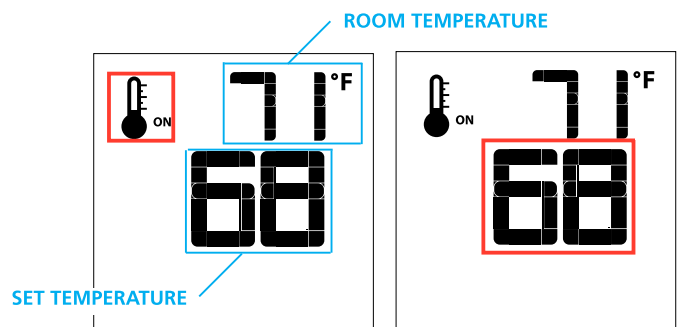 ROOM TEMPERATURE
71 °F
ON
68
SET TEMPERATURE
71 °F
ON
68